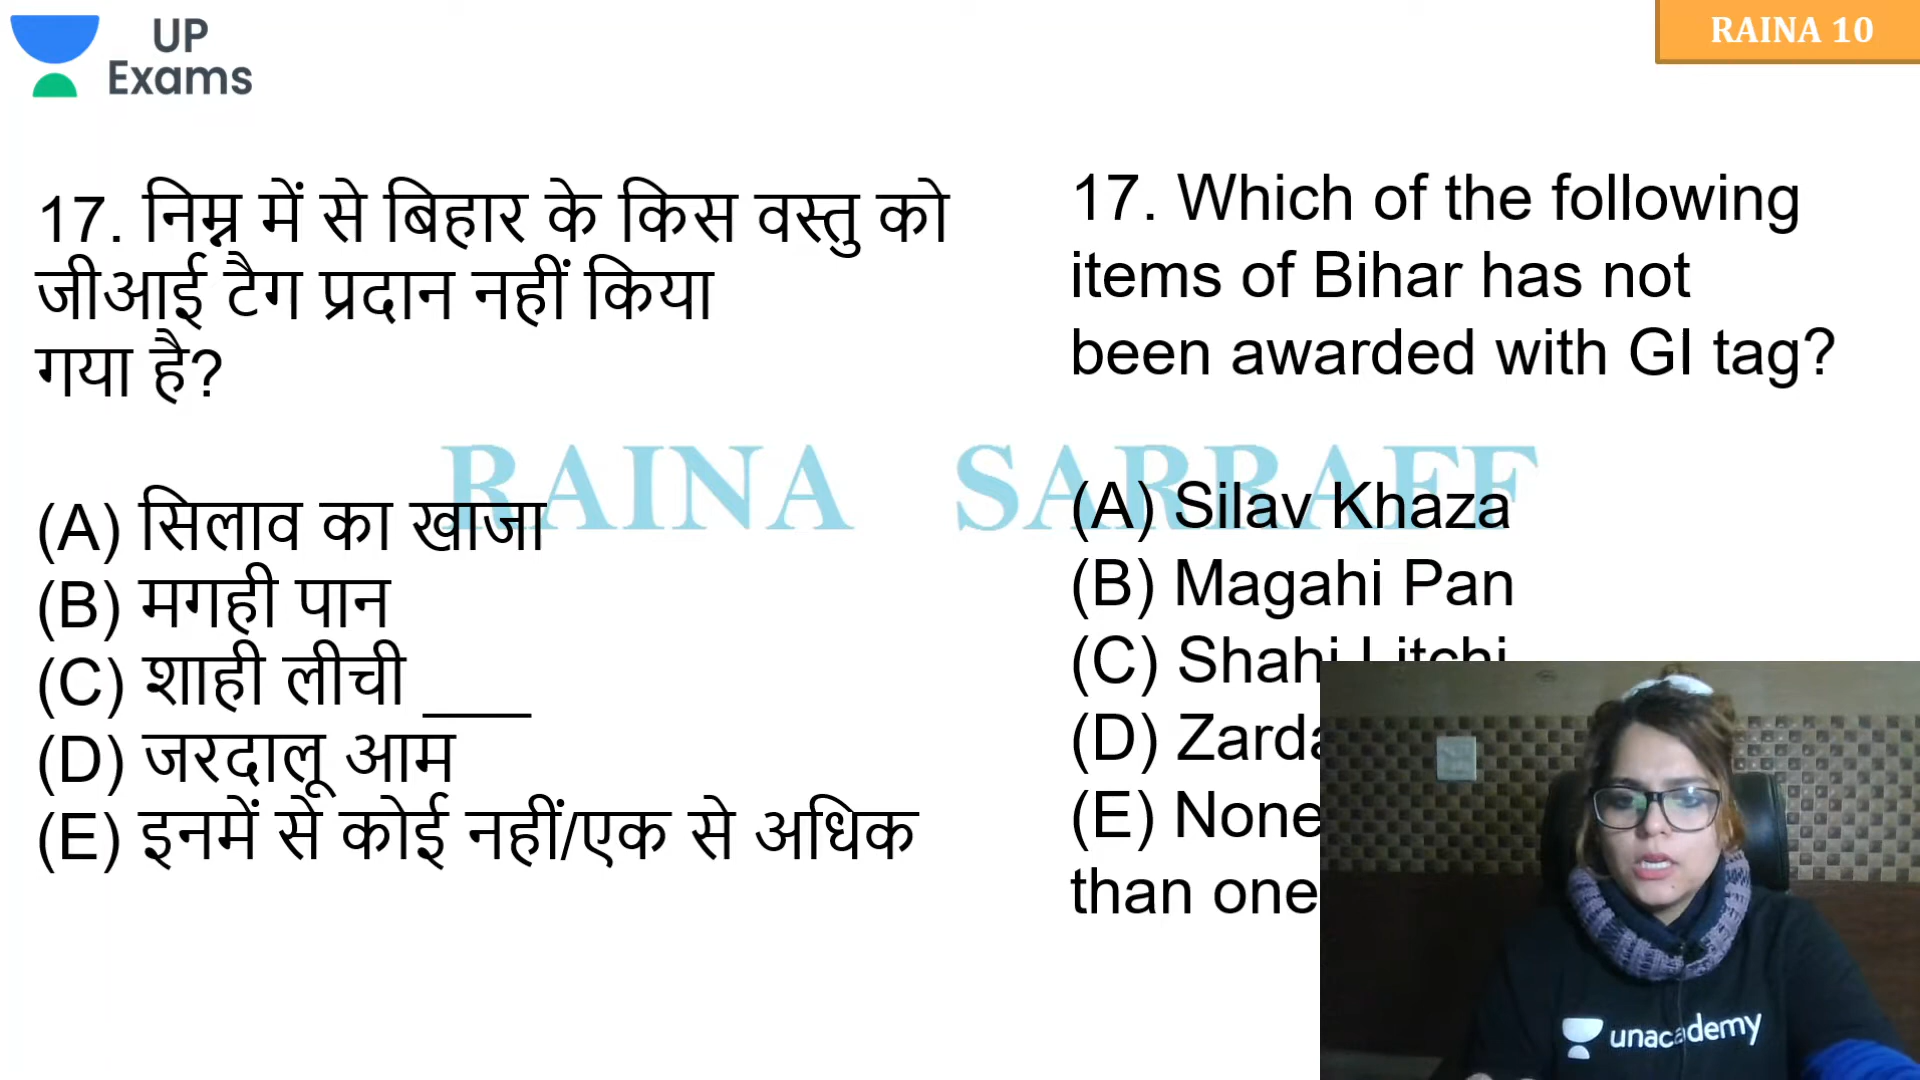 UP
Exams
RAINA 10
17. निम्न में से बिहार के किस वस्तु को
जीआई टैग प्रदान नहीं किया
गया है?
(A) सिलाव का खाजा
(B) मगही पान
(C) शाही लीची ___
(D) जरदालू आम
(E) इनमें से कोई नहीं/एक से अधिक
17. Which of the following
items of Bihar has not
been awarded with GI tag?
RAINA SARRAFF
(A) Silav Khaza
(B) Magahi Pan
(C) Shahi Litchi
(D)
(E) None
than one
unacademy